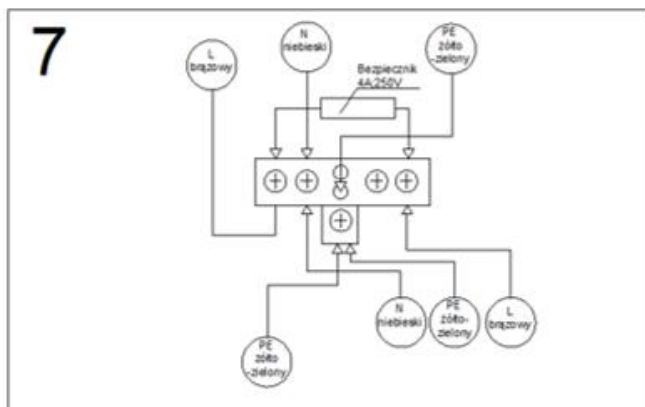 7
L
brązowy
N
niebieski
PE
żółto
-zielony
Bezpiecznik
4A;250V
N
niebieski
PE
żółto-
zielony
L
brązowy
PE
żółto
-zielony